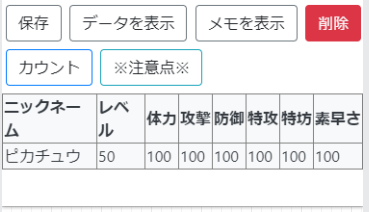 保存 データを表示 メモを表示 削除
カウント ※注意点※
ニックネーム レベル 体力 攻撃 防御 特攻 特坊 素早さ
ピカチュウ 50 100 100 100 100 100 100